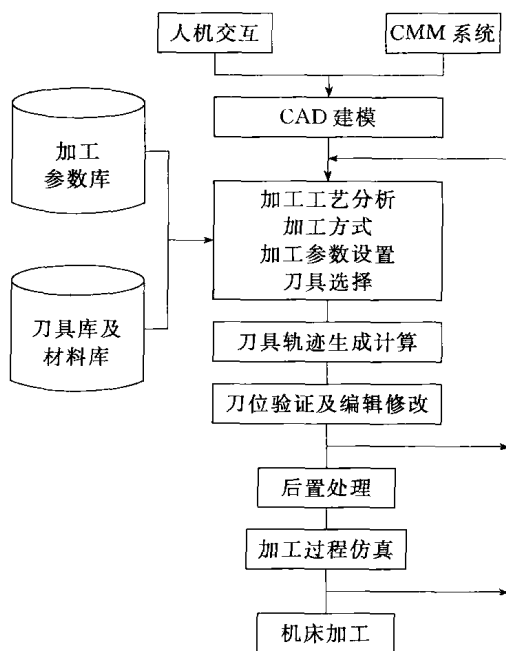 人机交互
CMM 系统
CAD 建模
加工
参数库
加工工艺分析
加工方式
加工参数设置
刀具选择
刀具库及
材料库
刀具轨迹生成计算
刀位验证及编辑修改
后置处理
加工过程仿真
机床加工